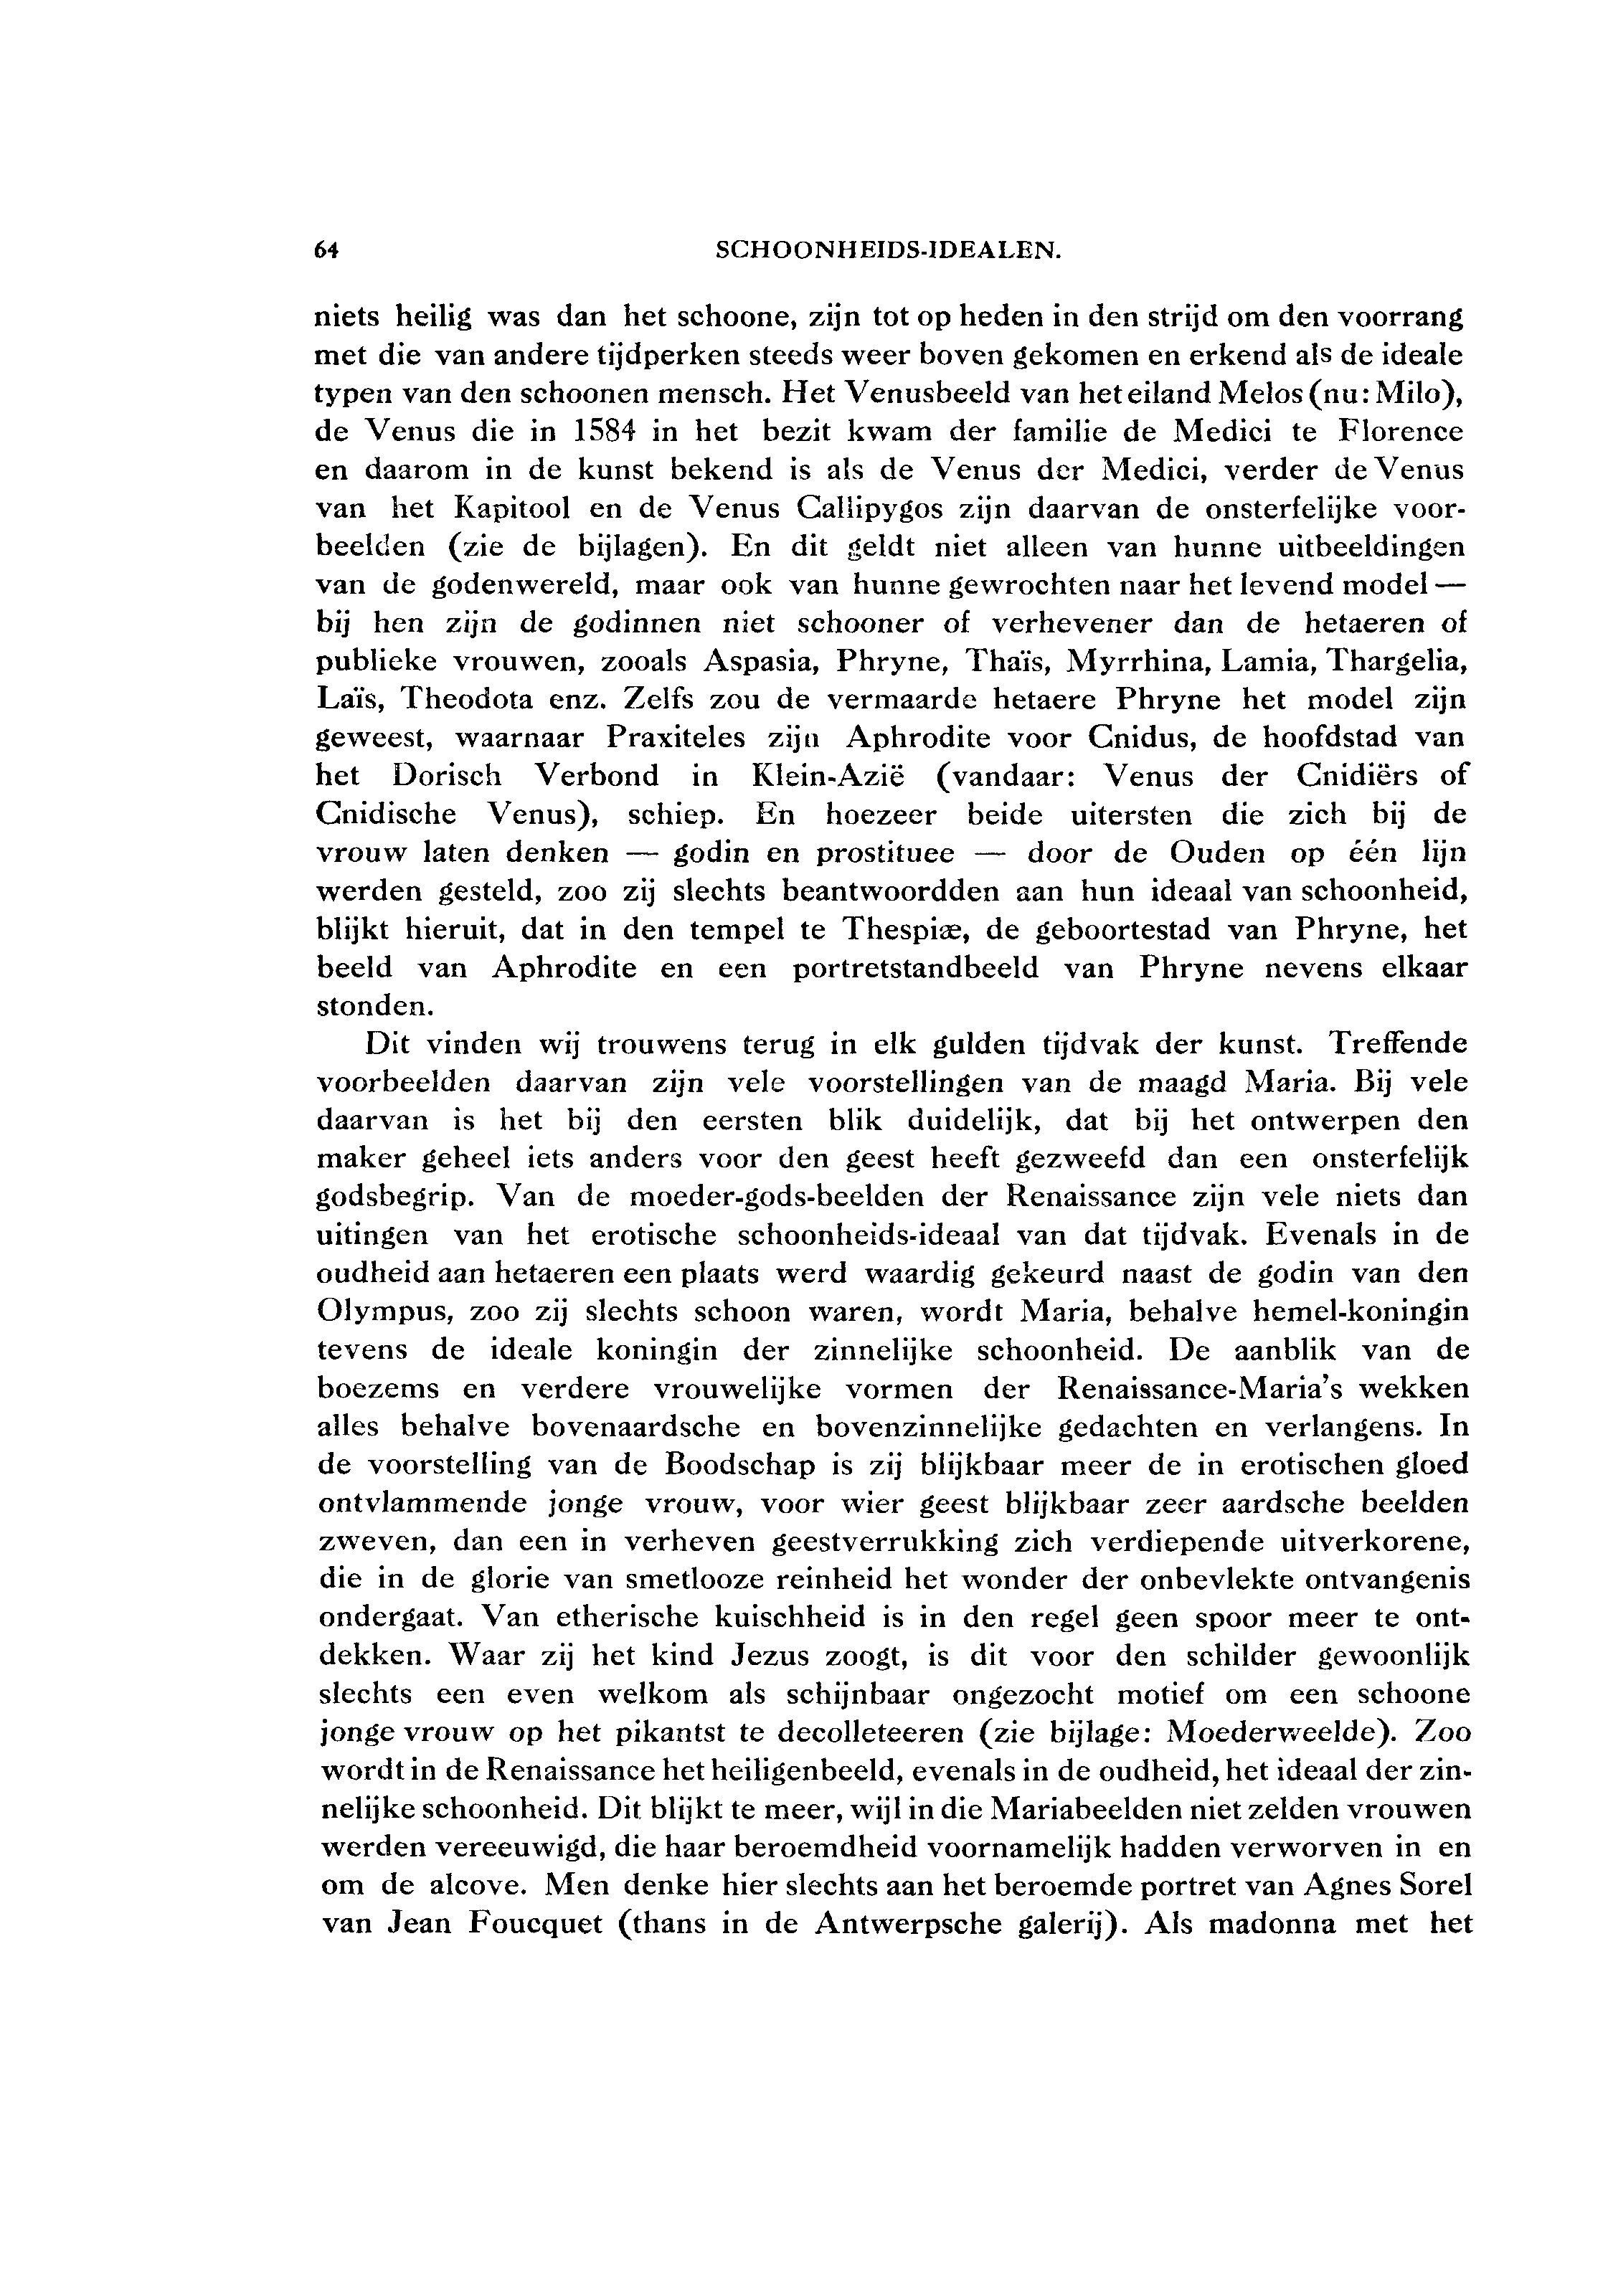 64 SCHOONHEIDS-IDEALEN.
niets heilig was dan het schoone, zijn tot op heden in den strijd om den voorrang
met die van andere tijdperken steeds weer boven gekomen en erkend als de ideale
typen van den schoonen mensch. Het Venusbeeld van het eiland Melos (nu: Milo),
de Venus die in 1584 in het bezit kwam der familie de Medici te Florence
en daarom in de kunst bekend is als de Venus der Medici, verder de Venus
van het Kapitool en de Venus Callipygos zijn daarvan de onsterfelijke voor-
beelden (zie de bijlagen). En dit geldt niet alleen van hunne uitbeeldingen
van de godenwereld, maar ook van hunne gewrochten naar het levend model —
bij hen zijn de godinnen niet schooner of verhevener dan de hetaeren of
publieke vrouwen, zooals Aspasia, Phryne, Thaïs, Myrrhina, Lamia, Thargelia,
Laïs, Theodota enz. Zelfs zou de vermaarde hetaere Phryne het model zijn
geweest, waarnaar Praxiteles zijn Aphrodite voor Cnidus, de hoofdstad van
het Dorisch Verbond in Klein-Azië (vandaar: Venus der Cnidiërs of
Cnidische Venus), schiep. En hoezeer beide uitersten die zich bij de
vrouw laten denken — godin en prostituee — door de Ouden op één lijn
werden gesteld, zoo zij slechts beantwoordden aan hun ideaal van schoonheid,
blijkt hieruit, dat in den tempel te Thespiæ, de geboortestad van Phryne, het
beeld van Aphrodite en een portretstandbeeld van Phryne nevens elkaar
stonden.
Dit vinden wij trouwens terug in elk gulden tijdvak der kunst. Treffende
voorbeelden daarvan zijn vele voorstellingen van de maagd Maria. Bij vele
daarvan is het bij den eersten blik duidelijk, dat bij het ontwerpen den
maker geheel iets anders voor den geest heeft gezweefd dan een onsterfelijk
godsbegrip. Van de moeder-gods-beelden der Renaissance zijn vele niets dan
uitingen van het erotische schoonheids-ideaal van dat tijdvak. Evenals in de
oudheid aan hetaeren een plaats werd waardig gekeurd naast de godin van den
Olympus, zoo zij slechts schoon waren, wordt Maria, behalve hemel-koningin
tevens de ideale koningin der zinnelijke schoonheid. De aanblik van de
boezems en verdere vrouwelijke vormen der Renaissance-Maria's wekken
alles behalve bovenaardsche en bovenzinnelijke gedachten en verlangens. In
de voorstelling van de Boodschap is zij blijkbaar meer de in erotischen gloed
ontvlammende jonge vrouw, voor wier geest blijkbaar zeer aardsche beelden
zweven, dan een in verheven geestverrukking zich verdiepende uitverkorene,
die in de glorie van smetlooze reinheid het wonder der onbevlekte ontvangenis
ondergaat. Van etherische kuischheid is in den regel geen spoor meer te ont-
dekken. Waar zij het kind Jezus zoogt, is dit voor den schilder gewoonlijk
slechts een even welkom als schijnbaar ongezocht motief om een schoone
jonge vrouw op het pikantst te decolleteeren (zie bijlage: Moederweelde). Zoo
wordt in de Renaissance het heiligenbeeld, evenals in de oudheid, het ideaal der zin-
nelijke schoonheid. Dit blijkt te meer, wijl in die Mariabeelden niet zelden vrouwen
werden vereeuwigd, die haar beroemdheid voornamelijk hadden verworven in en
om de alcove. Men denke hier slechts aan het beroemde portret van Agnes Sorel
van Jean Foucquet (thans in de Antwerpsche galerij). Als madonna met het